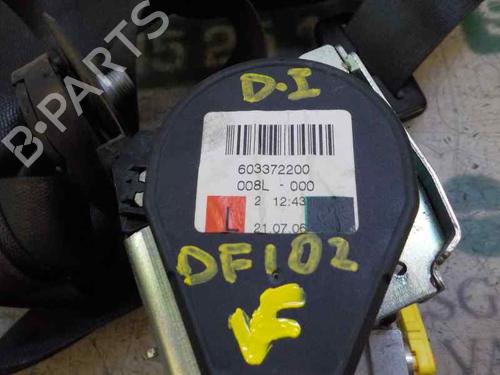 B-PARTS
D.I
603372200
008L - 000
2 12:43
L
21.07.06
DF102
VF